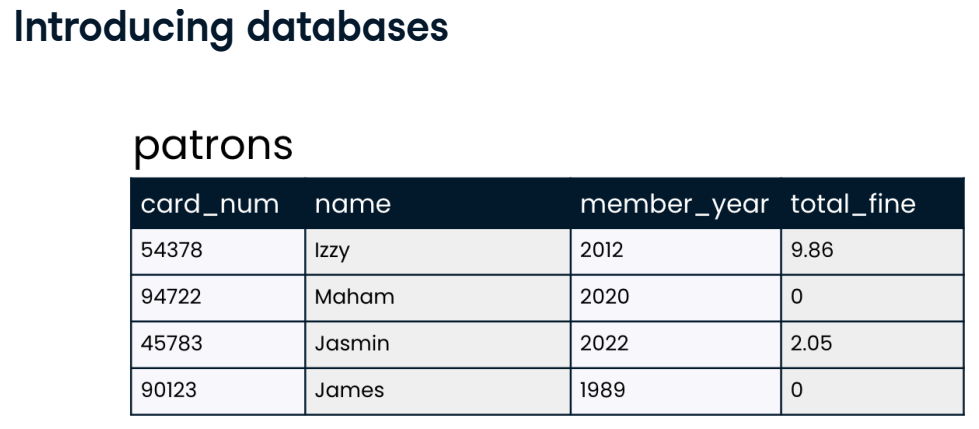 Introducing databases
patrons
card_num name member_year total_fine
54378 Izzy 2012 9.86
94722 Maham 2020 0
45783 Jasmin 2022 2.05
90123 James 1989 0